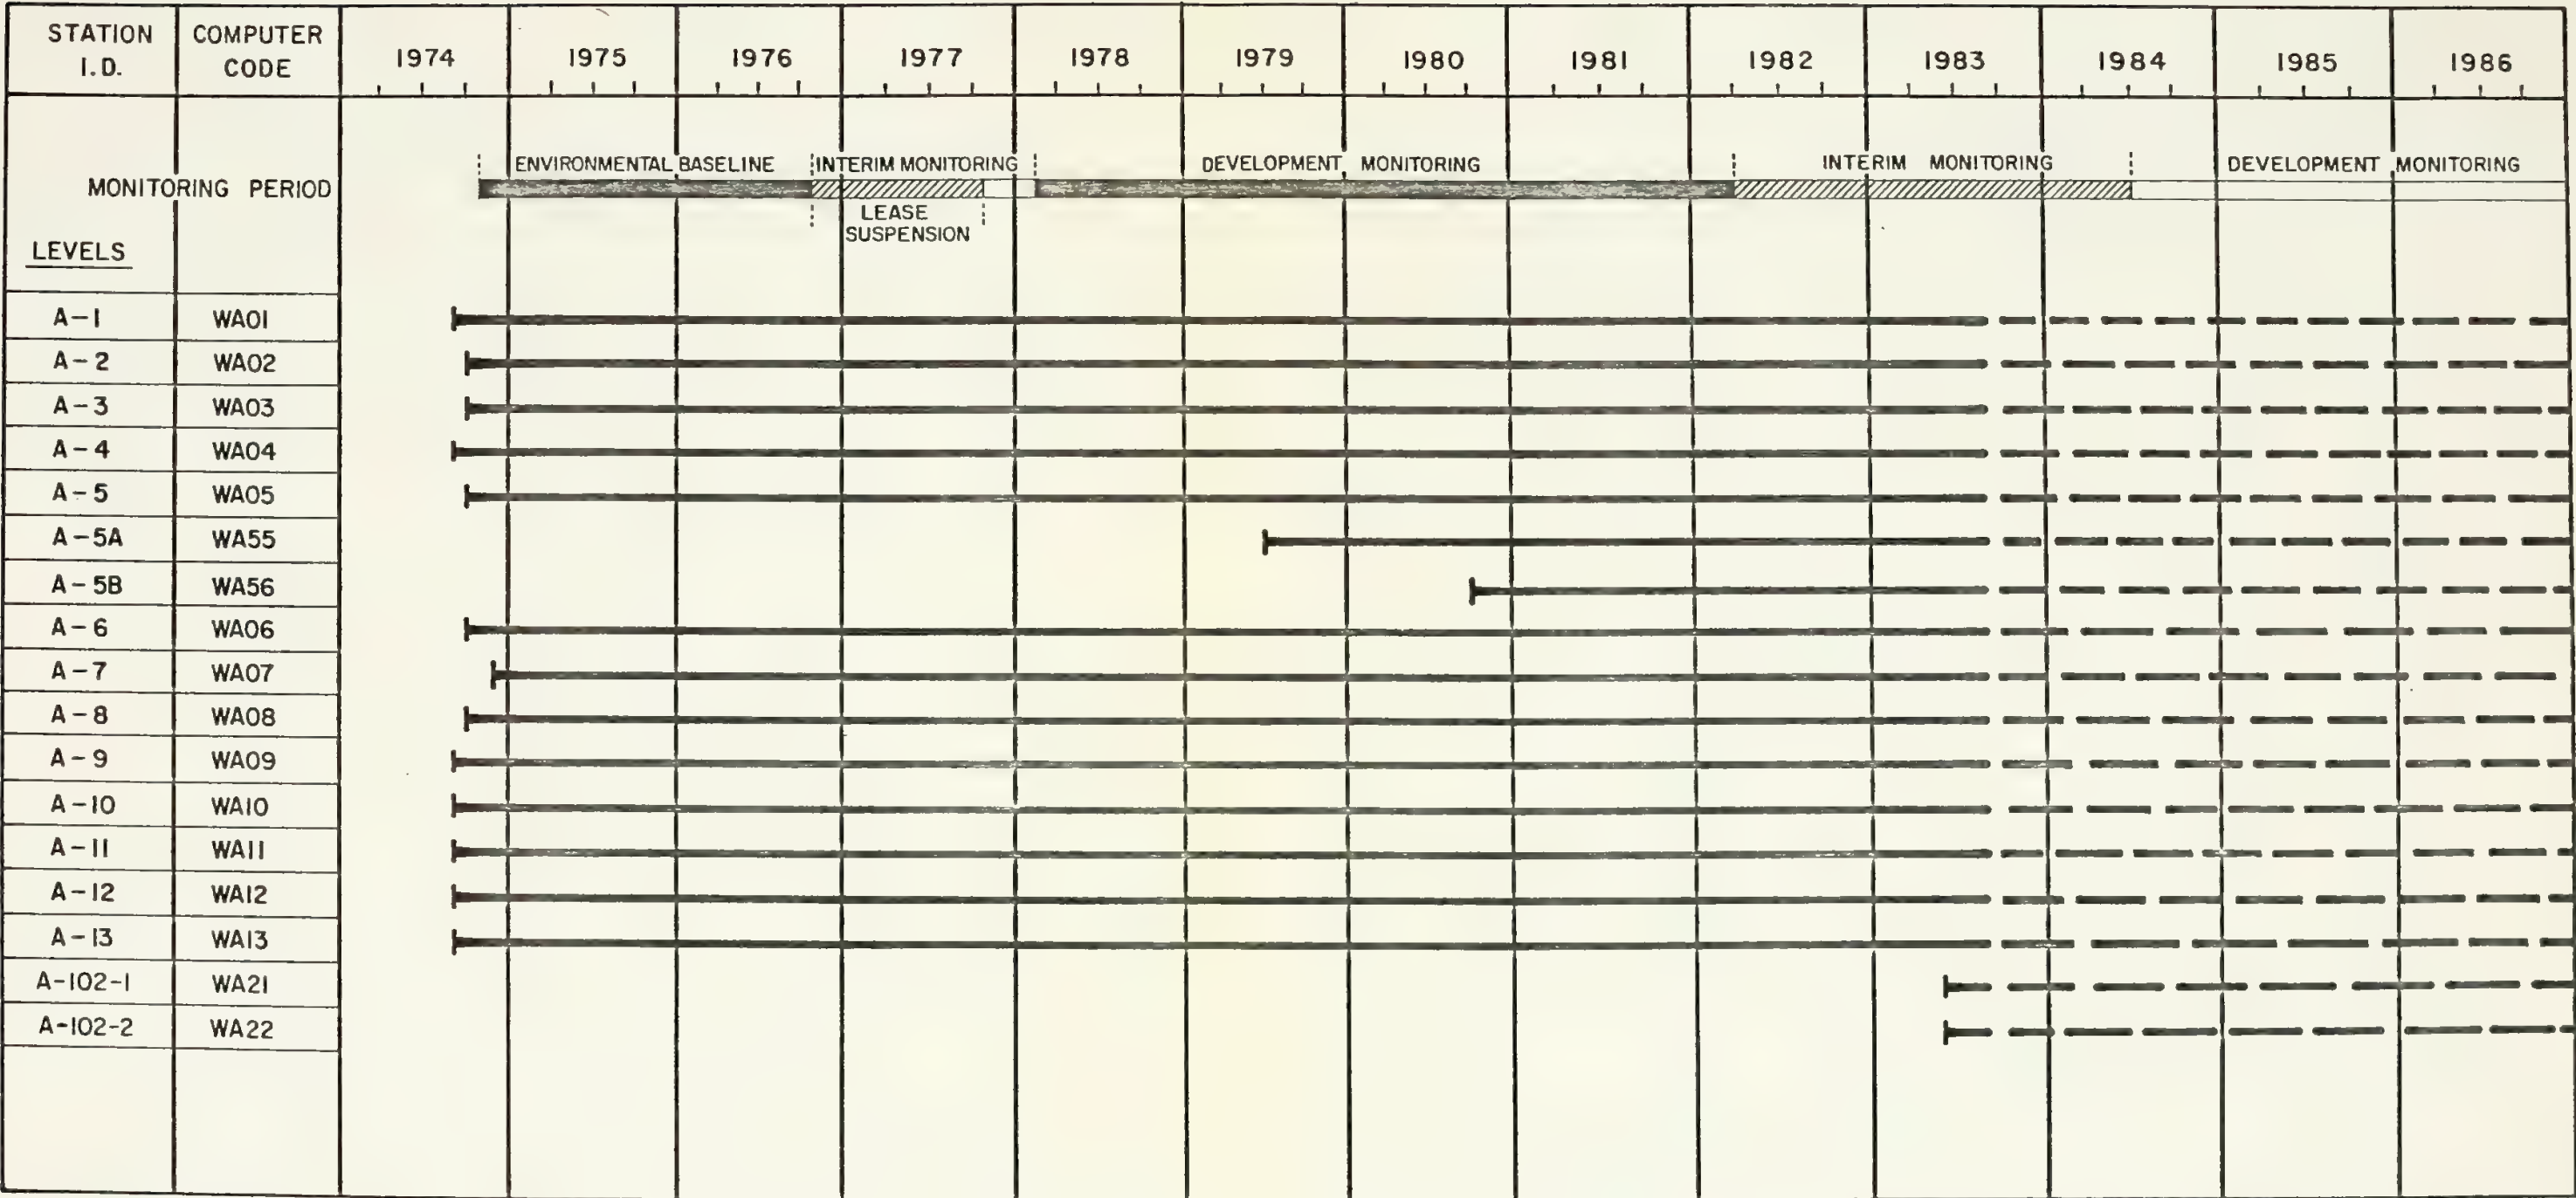 STATION I.D. COMPUTER CODE 1974 1975 1976 1977 1978 1979 1980 1981 1982 1983 1984 1985 1986
ENVIRONMENTAL BASELINE INTERIM MONITORING DEVELOPMENT MONITORING INTERIM MONITORING DEVELOPMENT MONITORING
MONITORING PERIOD
LEASE
SUSPENSION
LEVELS
A-1 WA01
A-2 WA02
A-3 WA03
A-4 WA04
A-5 WA05
A-5A WA55
A-5B WA56
A-6 WA06
A-7 WA07
A-8 WA08
A-9 WA09
A-10 WA10
A-11 WA11
A-12 WA12
A-13 WA13
A-102-1 WA21
A-102-2 WA22